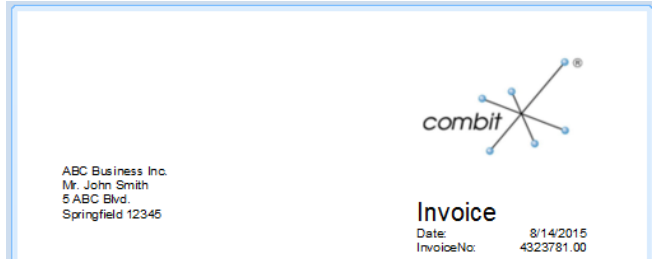 combit ®
ABC Business Inc.
Mr. John Smith
5 ABC Blvd.
Springfield 12345
Invoice
Date: 8/14/2015
InvoiceNo: 4323781.00